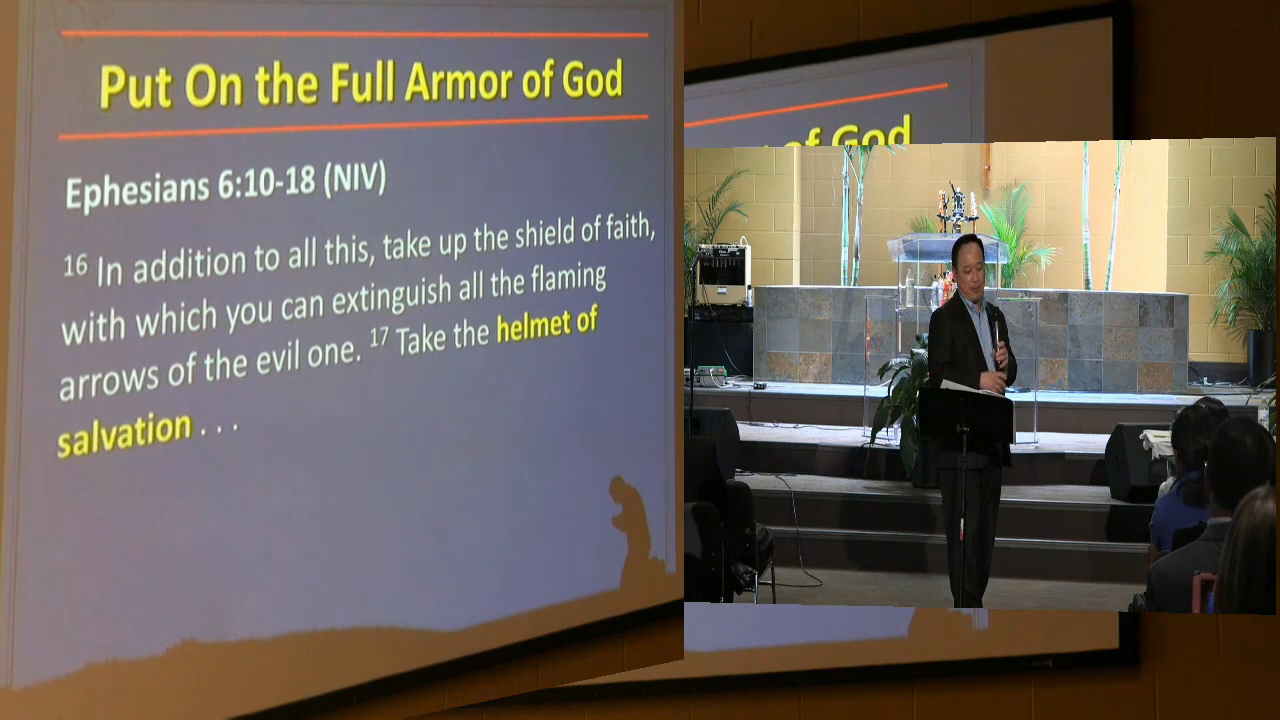 Put On the Full Armor of God
Ephesians 6:10-18 (NIV)
16 In addition to all this, take up the shield of faith,
with which you can extinguish all the flaming
arrows of the evil one. 17 Take the helmet of
salvation . . .
of God